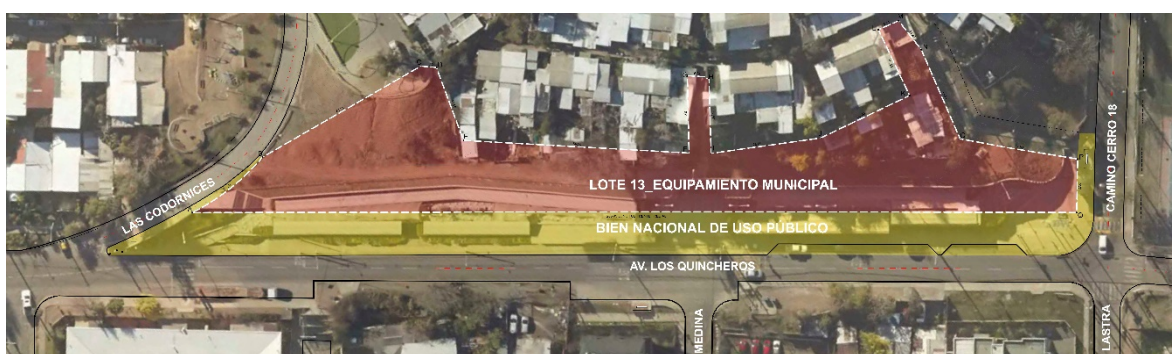 CAMINO CERRO 18
LAS CODORNICES
LOTE 13_EQUIPAMIENTO MUNICIPAL
BIEN NACIONAL DE USO PÚBLICO
AV. LOS QUINCHEROS
MEDINA
LASTRA